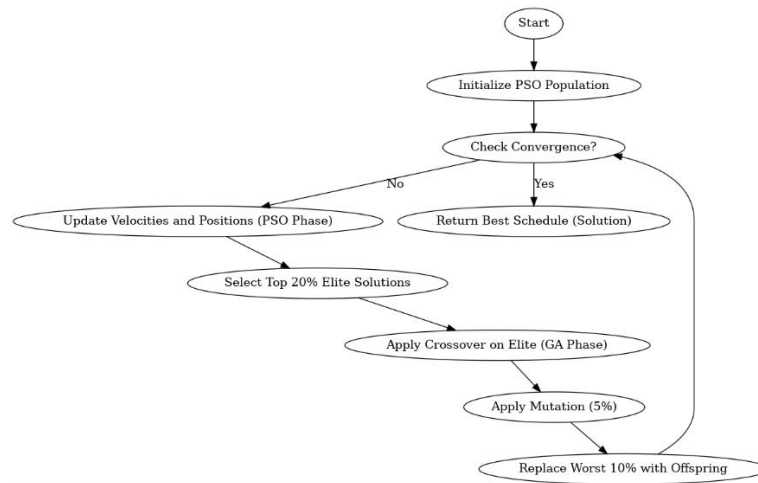 Start
Initialize PSO Population
Check Convergence?
No
Yes
Update Velocities and Positions (PSO Phase)
Return Best Schedule (Solution)
Select Top 20% Elite Solutions
Apply Crossover on Elite (GA Phase)
Apply Mutation (5%)
Replace Worst 10% with Offspring